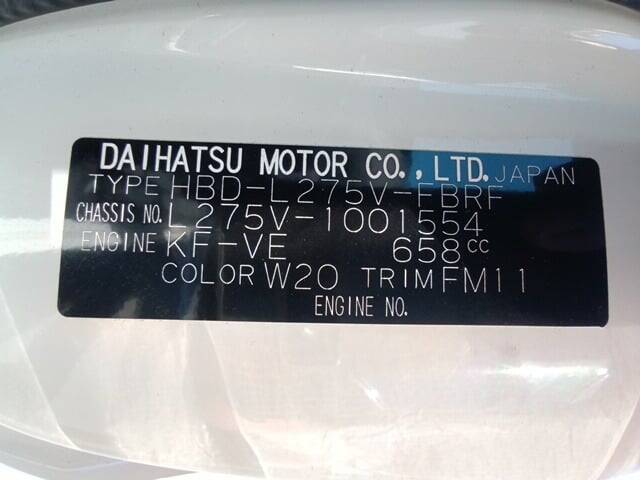 DAIHATSU MOTOR CO., LTD. JAPAN
TYPE HBD-L275V-FBRF
CHASSIS NO. L275V-1001554
ENGINE KF-VE 658cc
COLOR W20 TRIM FM11
ENGINE NO.